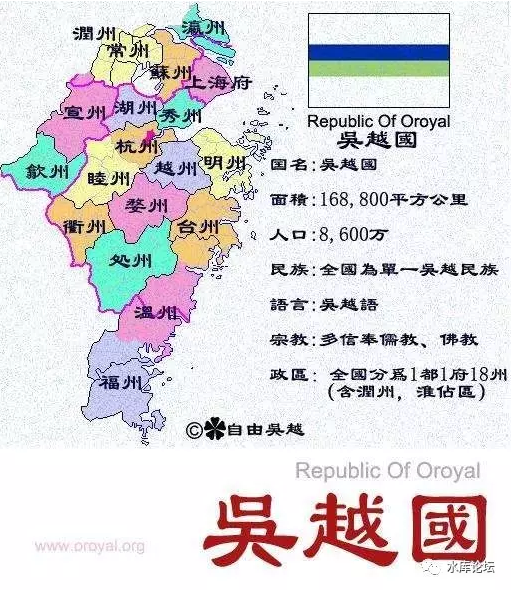 瀛州
潤州
常州
蘇州
上海府
宣州
湖州
秀州
杭州
歙州
睦州
越州
明州
婺州
衢州
台州
処州
溫州
福州
©自由吳越
Republic Of Oroyal
吳越國
国名:吳越國
面積:168,800平方公里
人口:8,600万
民族:全國為單一吳越民族
語言:吳越語
宗教:多信奉儒教、佛教
政區: 全國分爲1都1府18州
(含潤州, 淮佔區)
Republic Of Oroyal
www.oroyal.org
吳越國
水库论坛